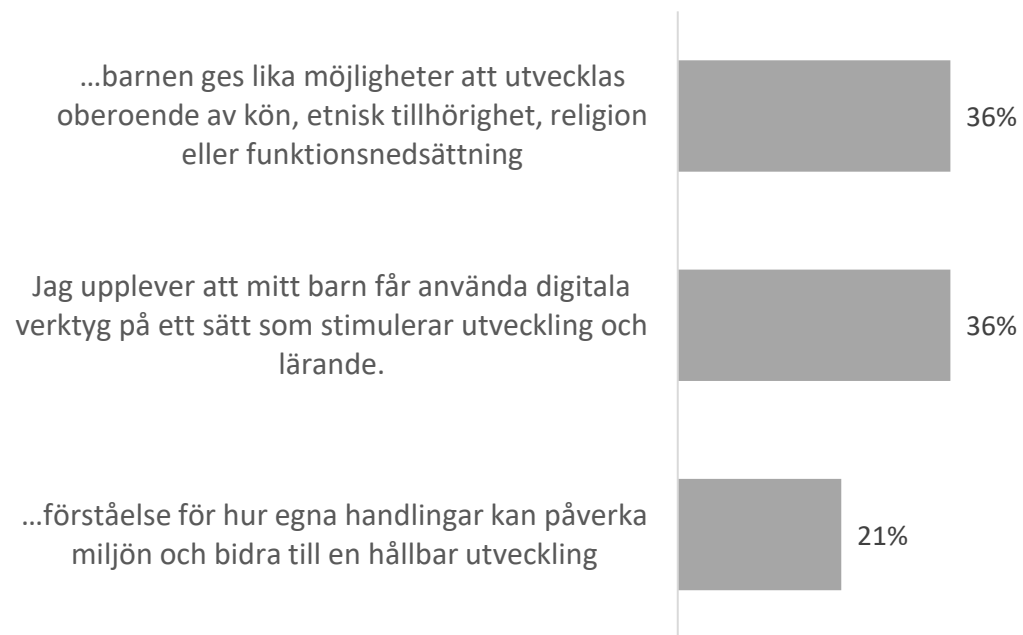 …barnen ges lika möjligheter att utvecklas
oberoende av kön, etnisk tillhörighet, religion
eller funktionsnedsättning
36%
Jag upplever att mitt barn får använda digitala
verktyg på ett sätt som stimulerar utveckling och
lärande.
36%
…förståelse för hur egna handlingar kan påverka
miljön och bidra till en hållbar utveckling
21%